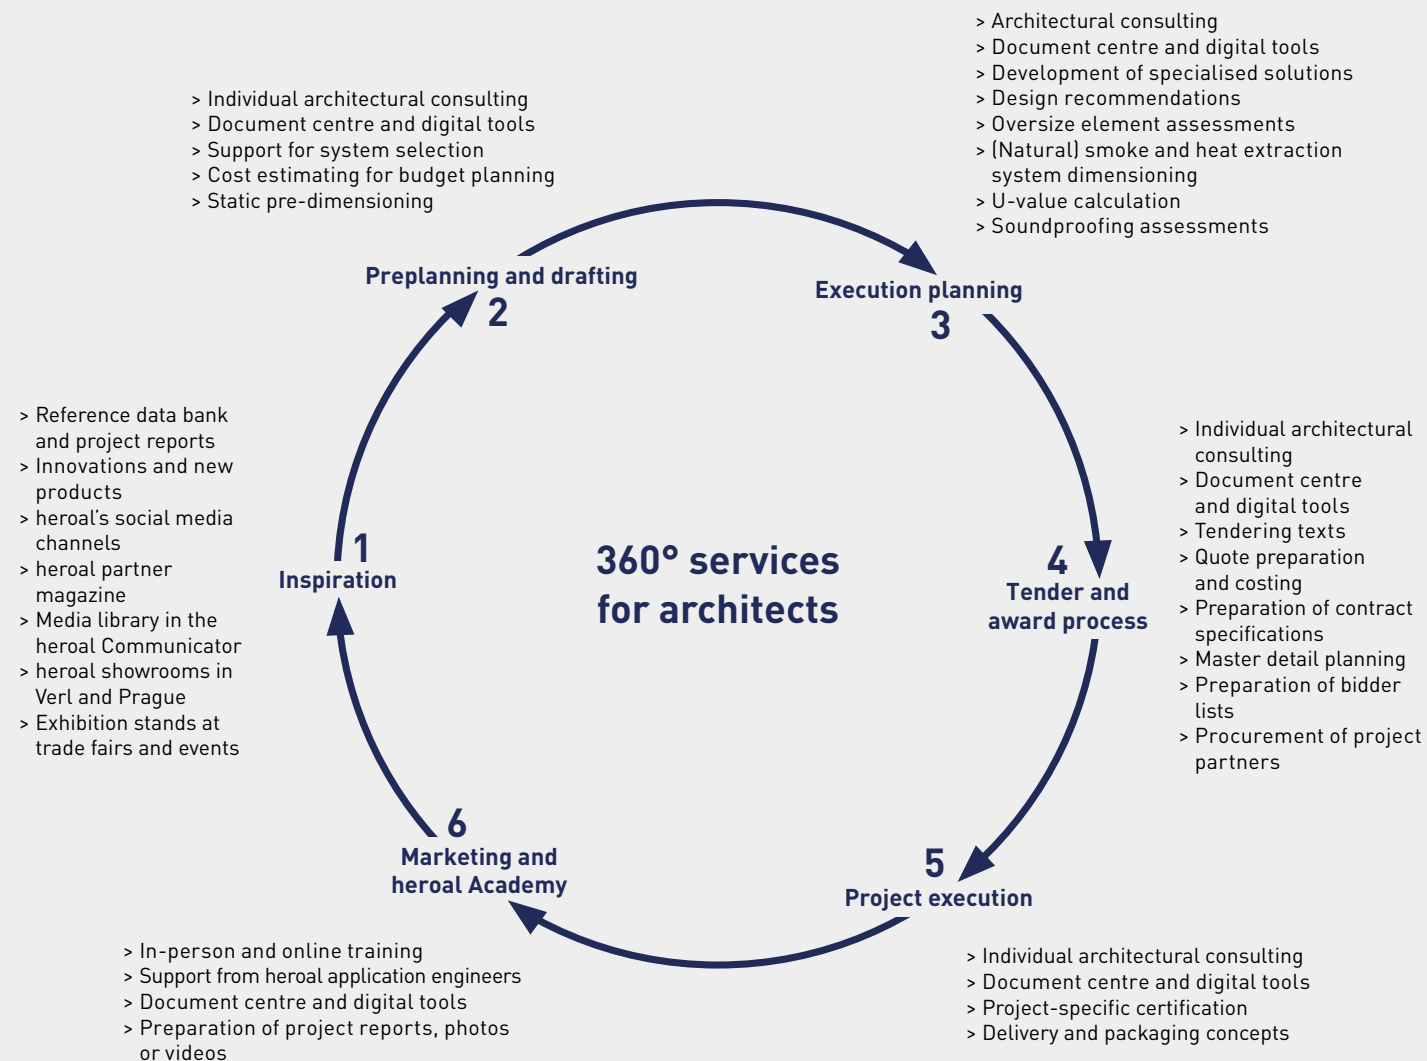 > Architectural consulting
> Document centre and digital tools
> Development of specialised solutions
> Design recommendations
> Oversize element assessments
> (Natural) smoke and heat extraction
system dimensioning
> U-value calculation
> Soundproofing assessments
> Individual architectural consulting
> Document centre and digital tools
> Support for system selection
> Cost estimating for budget planning
> Static pre-dimensioning
Preplanning and drafting
2
Execution planning
3
> Reference data bank
and project reports
> Innovations and new
products
> heroal's social media
channels
> heroal partner
magazine
> Media library in the
heroal Communicator
> heroal showrooms in
Verl and Prague
> Exhibition stands at
trade fairs and events
1
Inspiration
360° services
for architects
4
Tender and
award process
> Individual architectural
consulting
> Document centre
and digital tools
> Tendering texts
> Quote preparation
and costing
> Preparation of contract
specifications
> Master detail planning
> Preparation of bidder
lists
> Procurement of project
partners
6
Marketing and
heroal Academy
5
Project execution
> In-person and online training
> Support from heroal application engineers
> Document centre and digital tools
> Preparation of project reports, photos
or videos
> Individual architectural consulting
> Document centre and digital tools
> Project-specific certification
> Delivery and packaging concepts